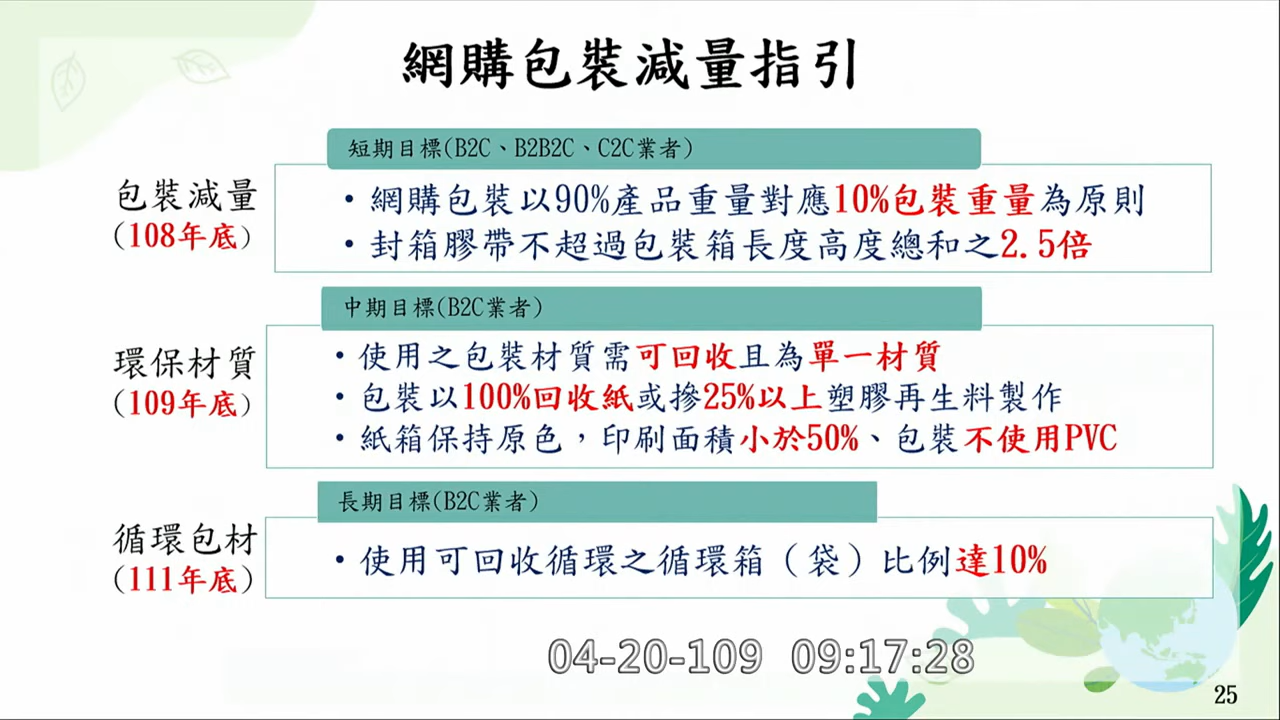 網購包裝減量指引
短期目標(B2C、B2B2C、C2C業者)
包裝減量
(108年底)
• 網購包裝以90%產品重量對應10%包裝重量為原則
• 封箱膠帶不超過包裝箱長度高度總和之2.5倍
中期目標(B2C業者)
環保材質
(109年底)
• 使用之包裝材質需可回收且為單一材質
• 包裝以100%回收紙或摻25%以上塑膠再生料製作
• 紙箱保持原色，印刷面積小於50%、包裝不使用PVC
長期目標(B2C業者)
循環包材
(111年底)
• 使用可回收循環之循環箱（袋）比例達10%
04-20-109 09:17:28
25